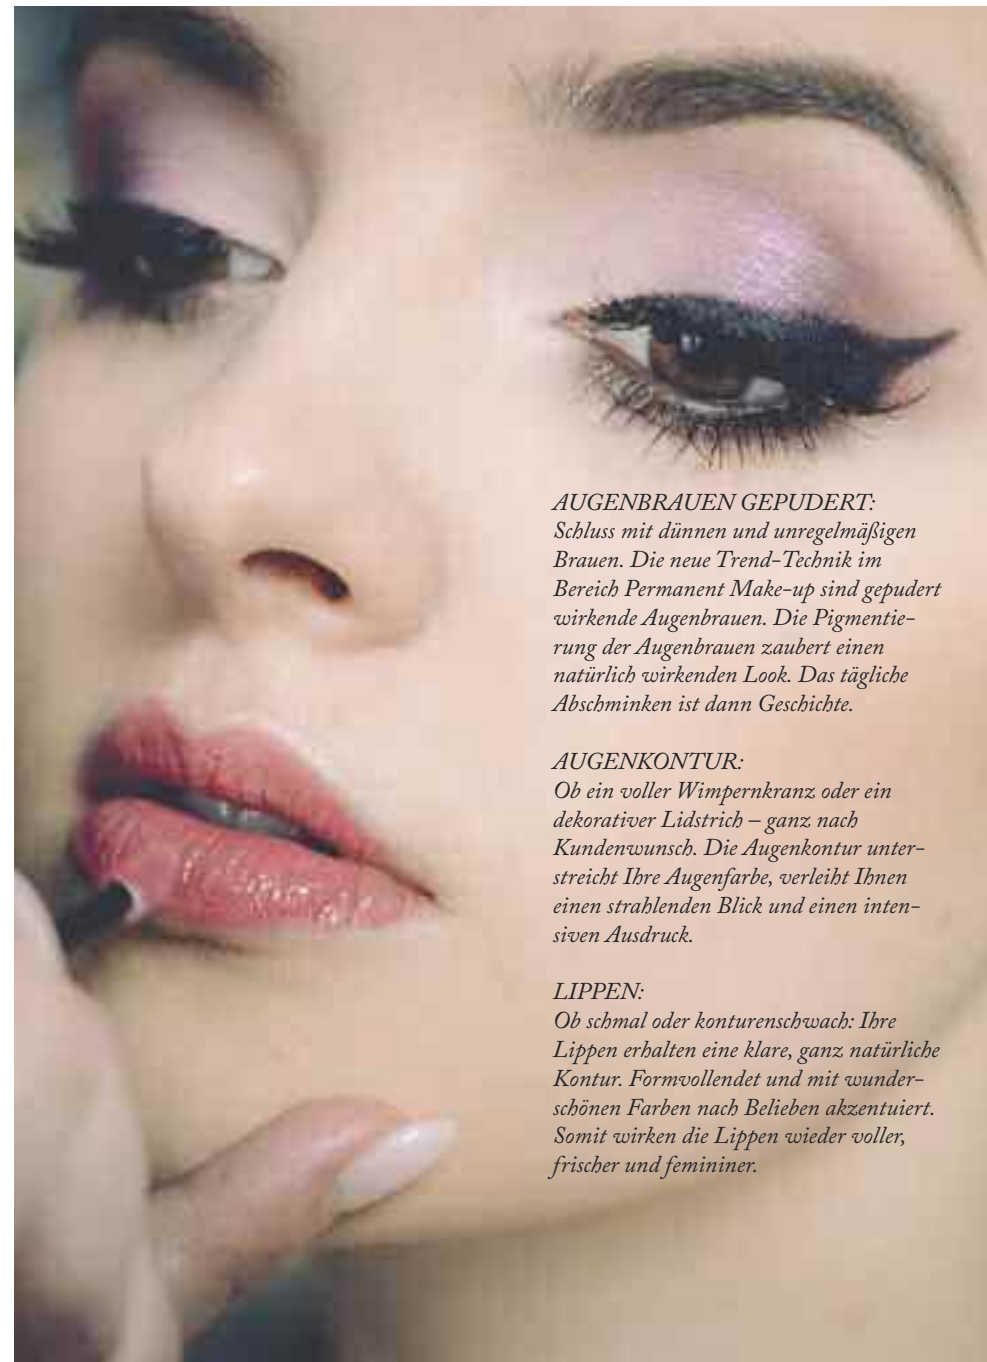 AUGENBRAUEN GEPUDERT:
Schluss mit dünnen und unregelmäßigen
Brauen. Die neue Trend-Technik im
Bereich Permanent Make-up sind gepudert
wirkende Augenbrauen. Die Pigmentie-
rung der Augenbrauen zaubert einen
natürlich wirkenden Look. Das tägliche
Abschminken ist dann Geschichte.
AUGENKONTUR:
Ob ein voller Wimpernkranz oder ein
dekorativer Lidstrich – ganz nach
Kundenwunsch. Die Augenkontur unter-
streicht Ihre Augenfarbe, verleiht Ihnen
einen strahlenden Blick und einen inten-
siven Ausdruck.
LIPPEN:
Ob schmal oder konturenschwach: Ihre
Lippen erhalten eine klare, ganz natürliche
Kontur. Formvollendet und mit wunder-
schönen Farben nach Belieben akzentuiert.
Somit wirken die Lippen wieder voller,
frischer und femininer.